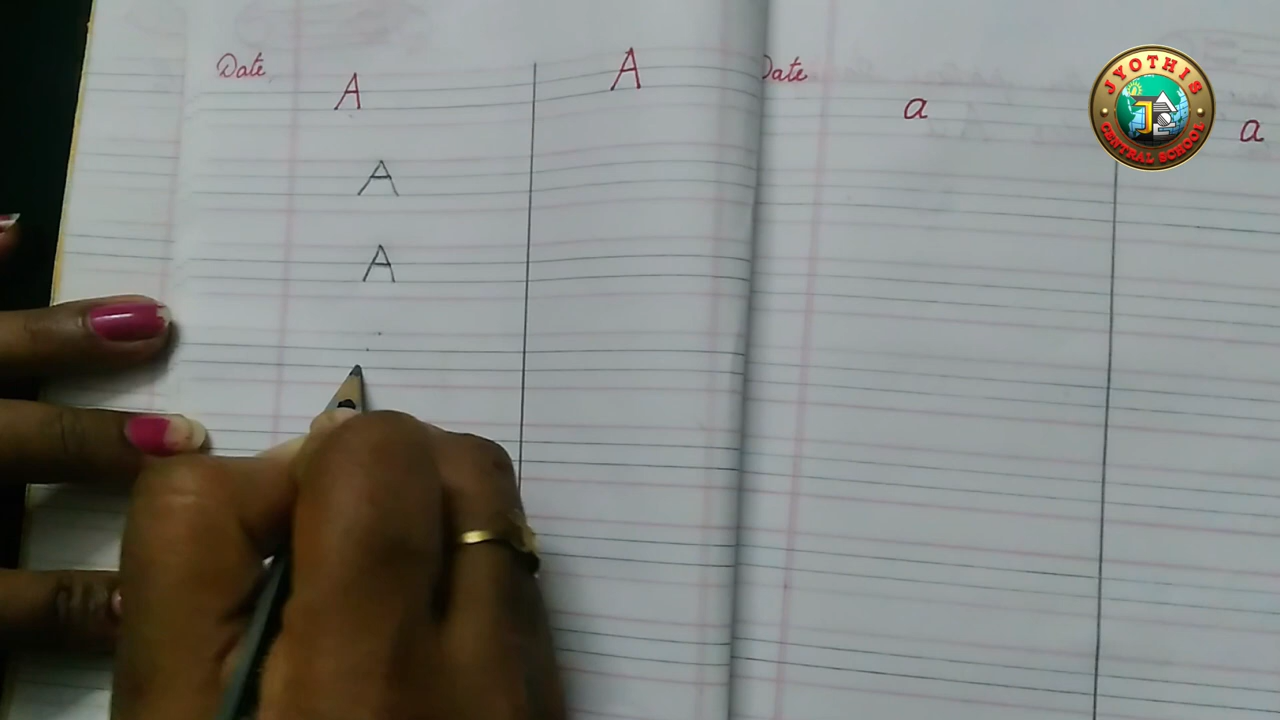 Date
A A
A
A
Date
a a
JYOTHIS
CENTRAL SCHOOL